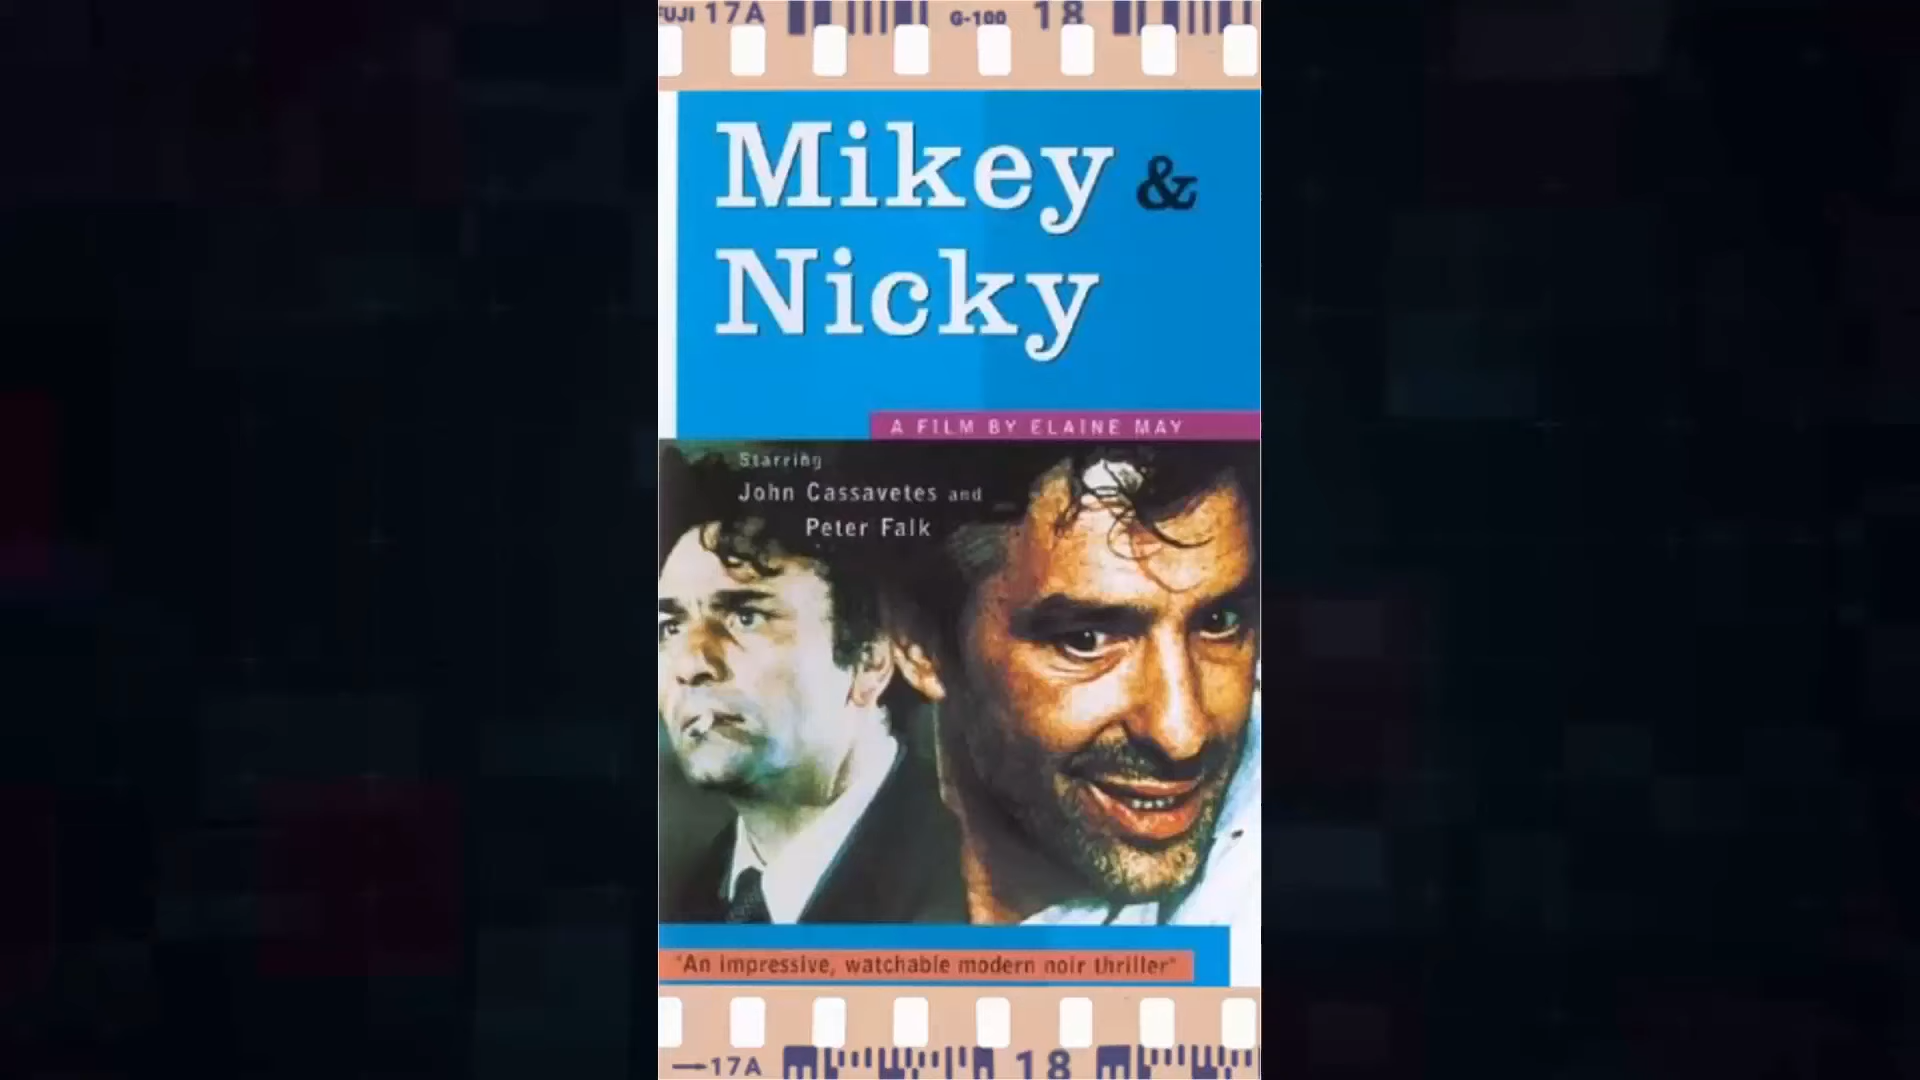 FUJI 17A G-100 18
Mikey &
Nicky
A FILM BY ELAINE MAY
Starring
John Cassavetes and
Peter Falk
"An impressive, watchable modern noir thriller"
17A 18